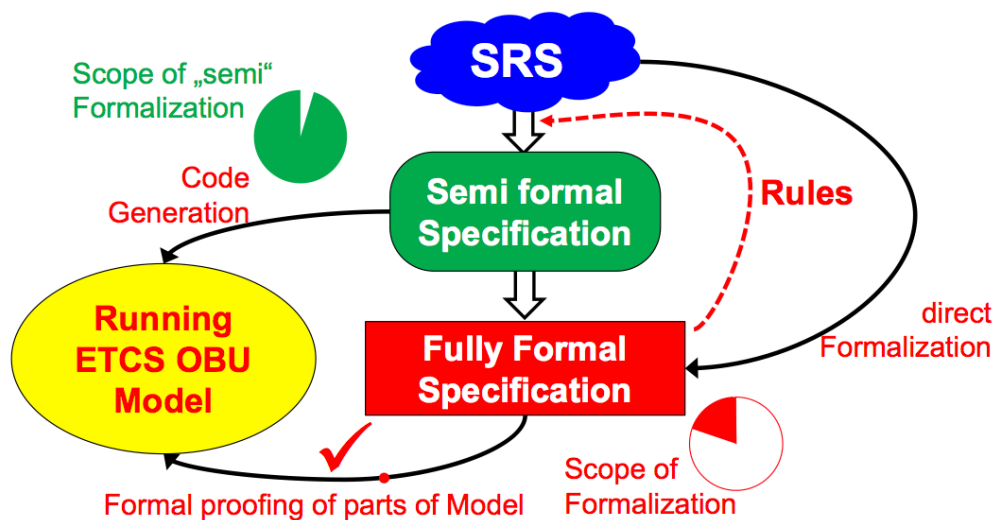 SRS
Scope of „semi“
Formalization
Code
Generation
Semi formal
Specification
Rules
Running
ETCS OBU
Model
Fully Formal
Specification
direct
Formalization
Scope of
Formalization
Formal proofing of parts of Model